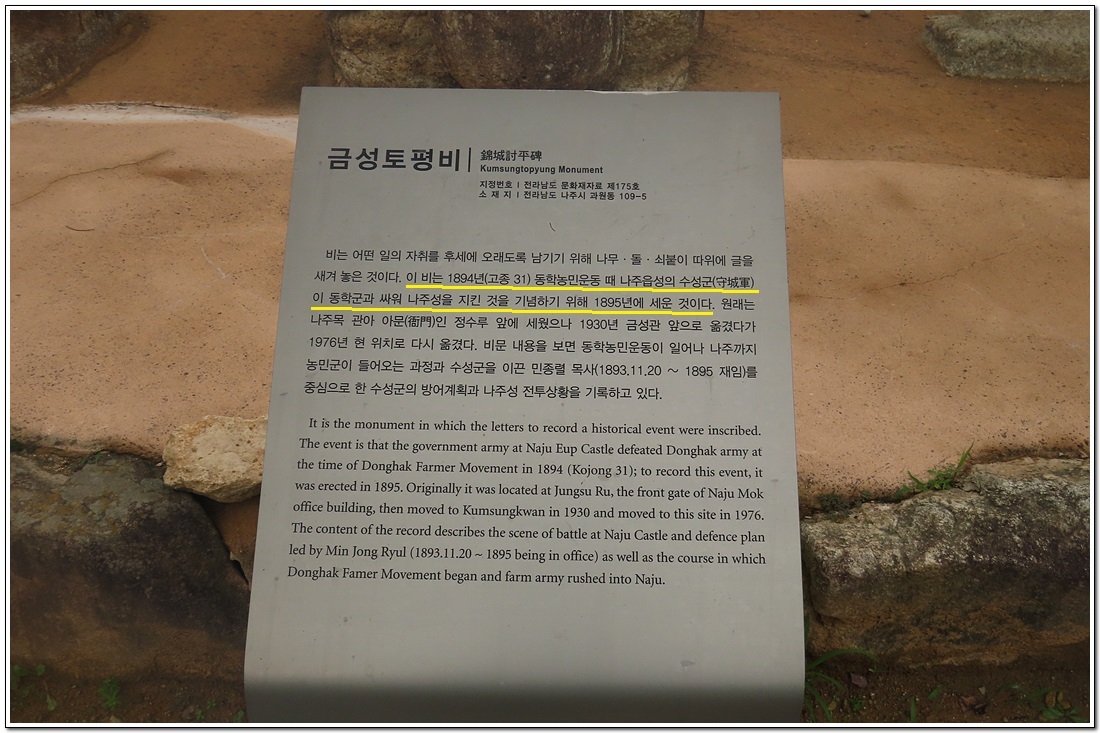 금성토평비
錦城討平碑
Kumsungtopyung Monument
지정번호 | 전라남도 문화재자료 제175호
소 재 지 | 전라남도 나주시 과원동 109-5
비는 어떤 일의 자취를 후세에 오래도록 남기기 위해 나무 · 돌 · 쇠붙이 따위에 글을
새겨 놓은 것이다. 이 비는 1894년(고종 31) 동학농민운동 때 나주읍성의 수성군(守城軍)
이 동학군과 싸워 나주성을 지킨 것을 기념하기 위해 1895년에 세운 것이다. 원래는
나주목 관아 아문(衙門)인 정수루 앞에 세웠으나 1930년 금성관 앞으로 옮겼다가
1976년 현 위치로 다시 옮겼다. 비문 내용을 보면 동학농민운동이 일어나 나주까지
농민군이 들어오는 과정과 수성군을 이끈 민종렬 목사(1893.11.20 ~ 1895 재임)를
중심으로 한 수성군의 방어계획과 나주성 전투상황을 기록하고 있다.
It is the monument in which the letters to record a historical event were inscribed.
The event is that the government army at Naju Eup Castle defeated Donghak army at
the time of Donghak Farmer Movement in 1894 (Kojong 31); to record this event, it
was erected in 1895. Originally it was located at Jungsu Ru, the front gate of Naju Mok
office building, then moved to Kumsungkwan in 1930 and moved to this site in 1976.
The content of the record describes the scene of battle at Naju Castle and defence plan
led by Min Jong Ryul (1893.11.20 ~ 1895 being in office) as well as the course in which
Donghak Famer Movement began and farm army rushed into Naju.